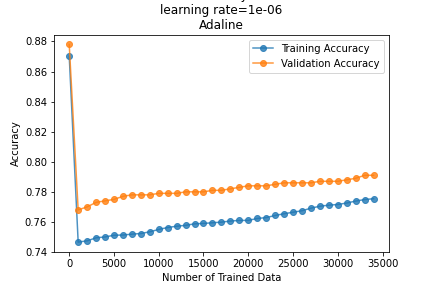 learning rate=1e-06
Adaline
Training Accuracy
Validation Accuracy
Accuracy
0.88
0.86
0.84
0.82
0.80
0.78
0.76
0.74
0 5000 10000 15000 20000 25000 30000 35000
Number of Trained Data